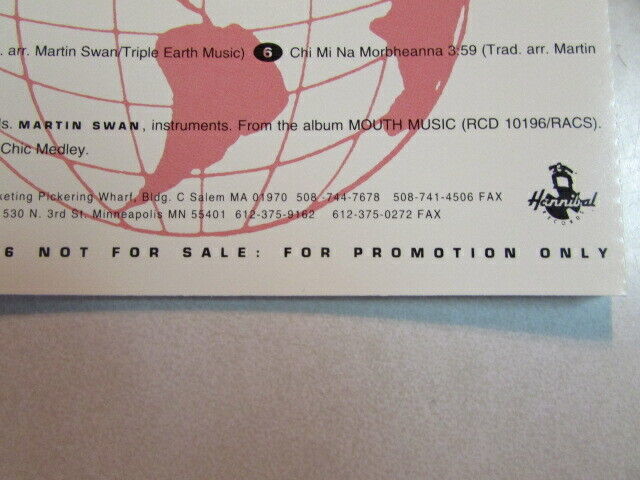 . arr. Martin Swan/Triple Earth Music) 6 Chi Mi Na Morbheanna 3:59 (Trad. arr. Martin
ls. MARTIN SWAN, instruments. From the album MOUTH MUSIC (RCD 10196/RACS).
Chic Medley.
keting Pickering Wharf, Bldg. C Salem MA 01970 508-744-7678 508-741-4506 FAX
530 N. 3rd St. Minneapolis MN 55401 612-375-9162 612-375-0272 FAX
Hannibal
RECORDS
6 NOT FOR SALE: FOR PROMOTION ONLY